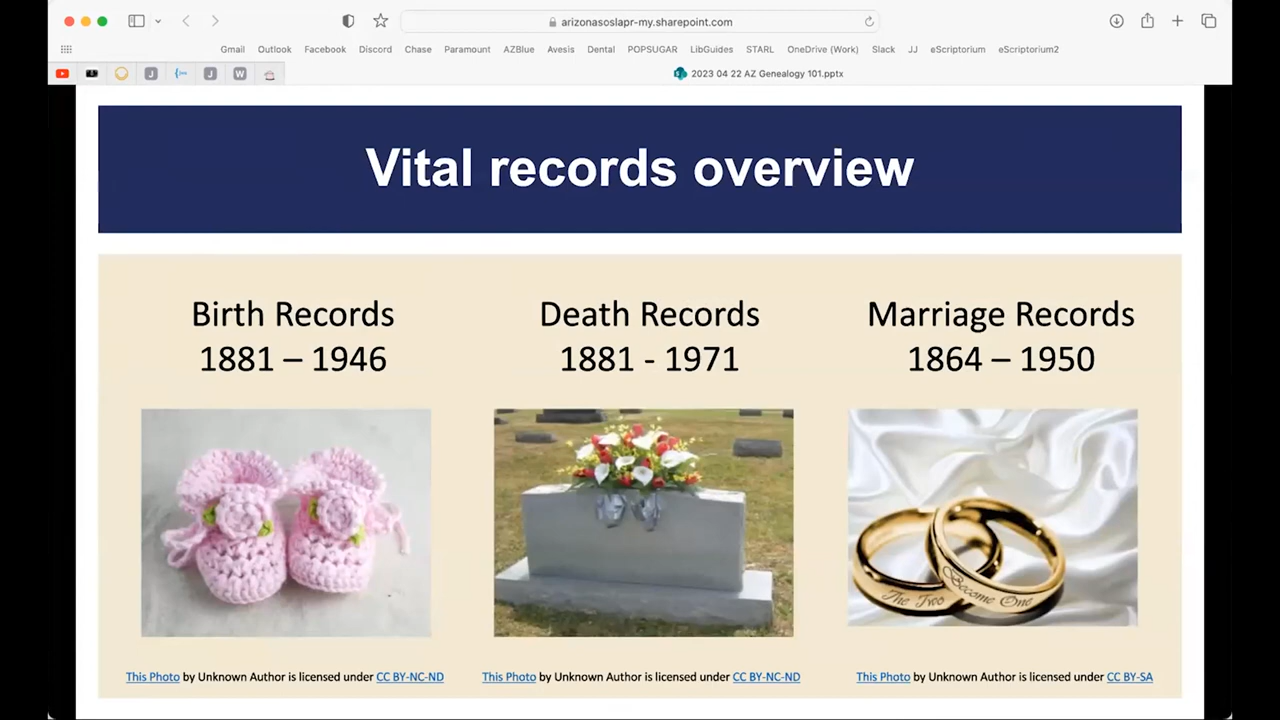 arizonasoslapr-my.sharepoint.com
Gmail Outlook Facebook Discord Chase Paramount AZBlue Avesis Dental POPSUGAR LibGuides STARL OneDrive (Work) Slack JJ eScriptorium eScriptorium2
J J W
2023 04 22 AZ Genealogy 101.pptx
Vital records overview
Birth Records
1881 – 1946
Death Records
1881 - 1971
Marriage Records
1864 – 1950
The Two Become One
This Photo by Unknown Author is licensed under CC BY-NC-ND
This Photo by Unknown Author is licensed under CC BY-NC-ND
This Photo by Unknown Author is licensed under CC BY-SA